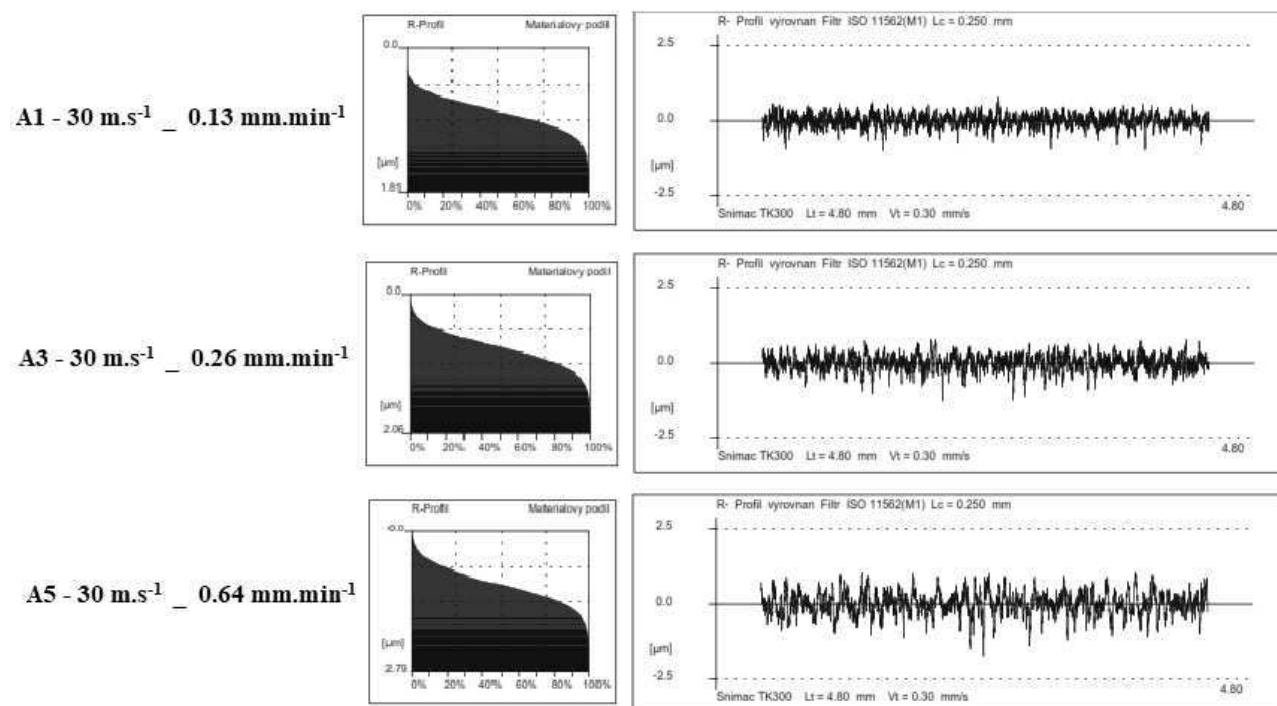 R-Profil Materialovy podil
0.0
[µm]
1.81
0% 20% 40% 60% 80% 100%
A1 - 30 m.s-1 _ 0.13 mm.min-1
R- Profil vyrovnan Filtr ISO 11562(M1) Lc = 0.250 mm
2.5
0.0
[µm]
-2.5
4.80
Snimac TK300 Lt = 4.80 mm Vt = 0.30 mm/s
R-Profil Materialovy podil
0.0
[µm]
2.06
0% 20% 40% 60% 80% 100%
A3 - 30 m.s-1 _ 0.26 mm.min-1
R- Profil vyrovnan Filtr ISO 11562(M1) Lc = 0.250 mm
2.5
0.0
[µm]
-2.5
4.80
Snimac TK300 Lt = 4.80 mm Vt = 0.30 mm/s
R-Profil Materialovy podil
-0.0
[µm]
2.79
0% 20% 40% 60% 80% 100%
A5 - 30 m.s-1 _ 0.64 mm.min-1
R- Profil vyrovnan Filtr ISO 11562(M1) Lc = 0.250 mm
2.5
0.0
[µm]
-2.5
4.80
Snimac TK300 Lt = 4.80 mm Vt = 0.30 mm/s